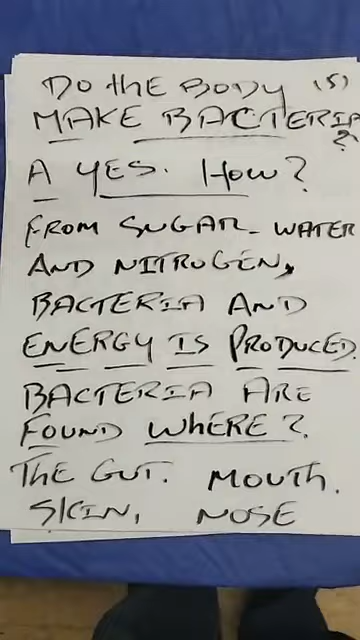 DO the BODY (5)
MAKE BACTERIA
?
A YES. HOW?
FROM SUGAR - WATER
AND NITROGEN,
BACTERIA AND
ENERGY IS PRODUCED.
BACTERIA ARE
FOUND WHERE?
THE GUT. MOUTH.
SKIN, NOSE